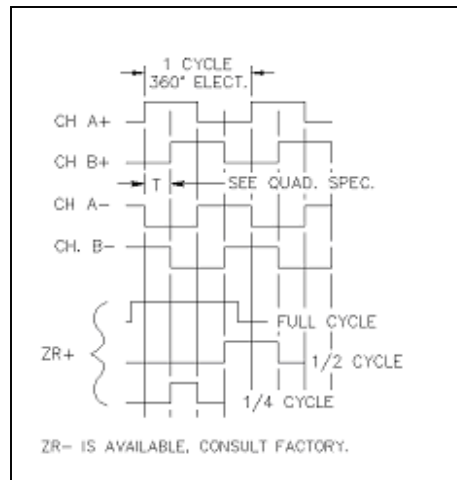 1 CYCLE
360° ELECT.
CH A+
CH B+
T
SEE QUAD. SPEC.
CH A-
CH. B-
FULL CYCLE
ZR+
1/2 CYCLE
1/4 CYCLE
ZR- IS AVAILABLE, CONSULT FACTORY.